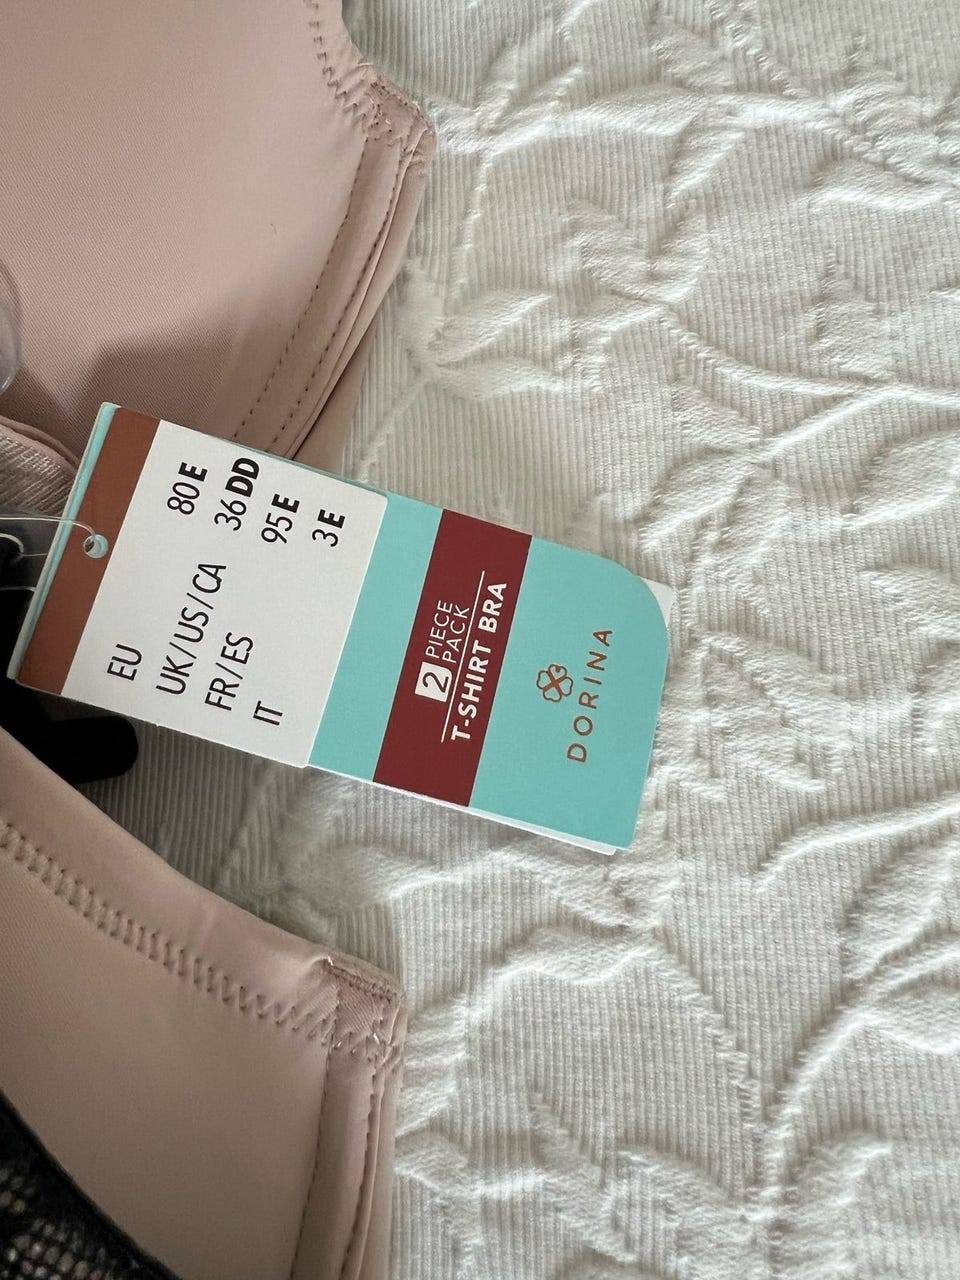 EU 80E
UK/US/CA 36DD
FR/ES 95E
IT 3E
2 PIECE
PACK
T-SHIRT BRA
DORINA